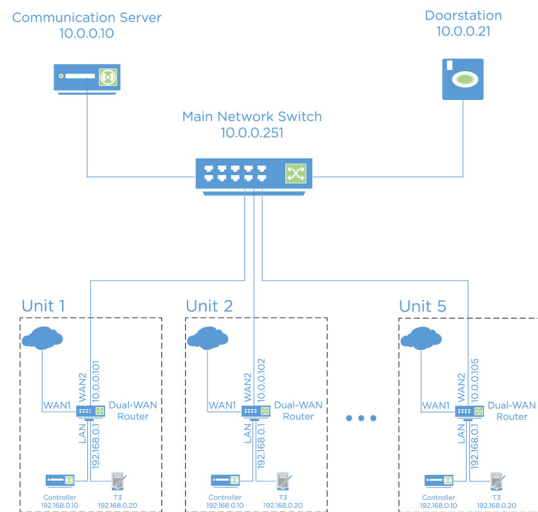 Communication Server
10.0.0.10
Doorstation
10.0.0.21
Main Network Switch
10.0.0.251
Unit 1
WAN1
WAN2
10.0.0.101
Dual-WAN
Router
LAN
192.168.0.1
Controller
192.168.0.10
T3
192.168.0.20
Unit 2
WAN1
WAN2
10.0.0.102
Dual-WAN
Router
LAN
192.168.0.1
Controller
192.168.0.10
T3
192.168.0.20
Unit 5
WAN1
WAN2
10.0.0.105
Dual-WAN
Router
LAN
192.168.0.1
Controller
192.168.0.10
T3
192.168.0.20